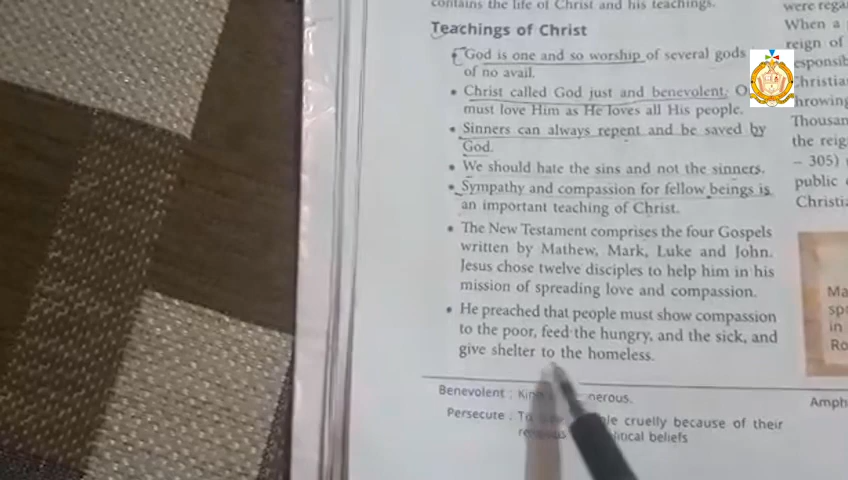 contains the life of Christ and his teachings.
Teachings of Christ
God is one and so worship of several gods
of no avail.
• Christ called God just and benevolent. O
must love Him as He loves all His people.
• Sinners can always repent and be saved by
God.
• We should hate the sins and not the sinners.
• Sympathy and compassion for fellow beings is
an important teaching of Christ.
• The New Testament comprises the four Gospels
written by Mathew, Mark, Luke and John.
Jesus chose twelve disciples to help him in his
mission of spreading love and compassion.
• He preached that people must show compassion
to the poor, feed the hungry, and the sick, and
give shelter to the homeless.
Benevolent : nerous.
Persecute : cruelly because of their
litical beliefs
were rega
When a
reign of
esponsib
Christia
hrowing
Thousan
the reig
– 305)
public
Christia
Ma
sp
in
Ro
Amph